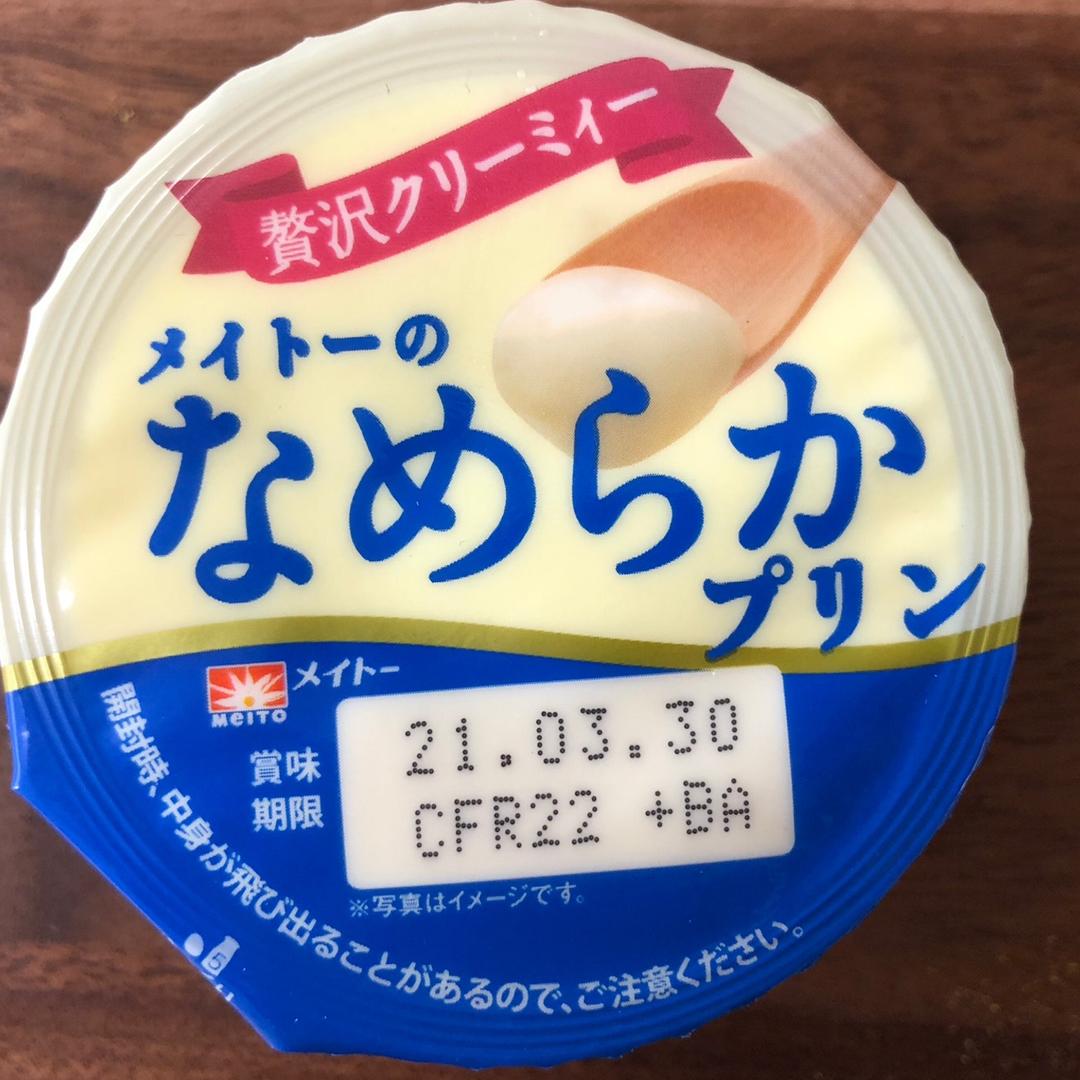 贅沢クリーミィー
メイトーの
なめらか
プリン
MEITO
メイトー
賞味
期限
21.03.30
CFR22 +BA
※写真はイメージです。
開封時、中身が飛び出ることがあるので、ご注意ください。
5